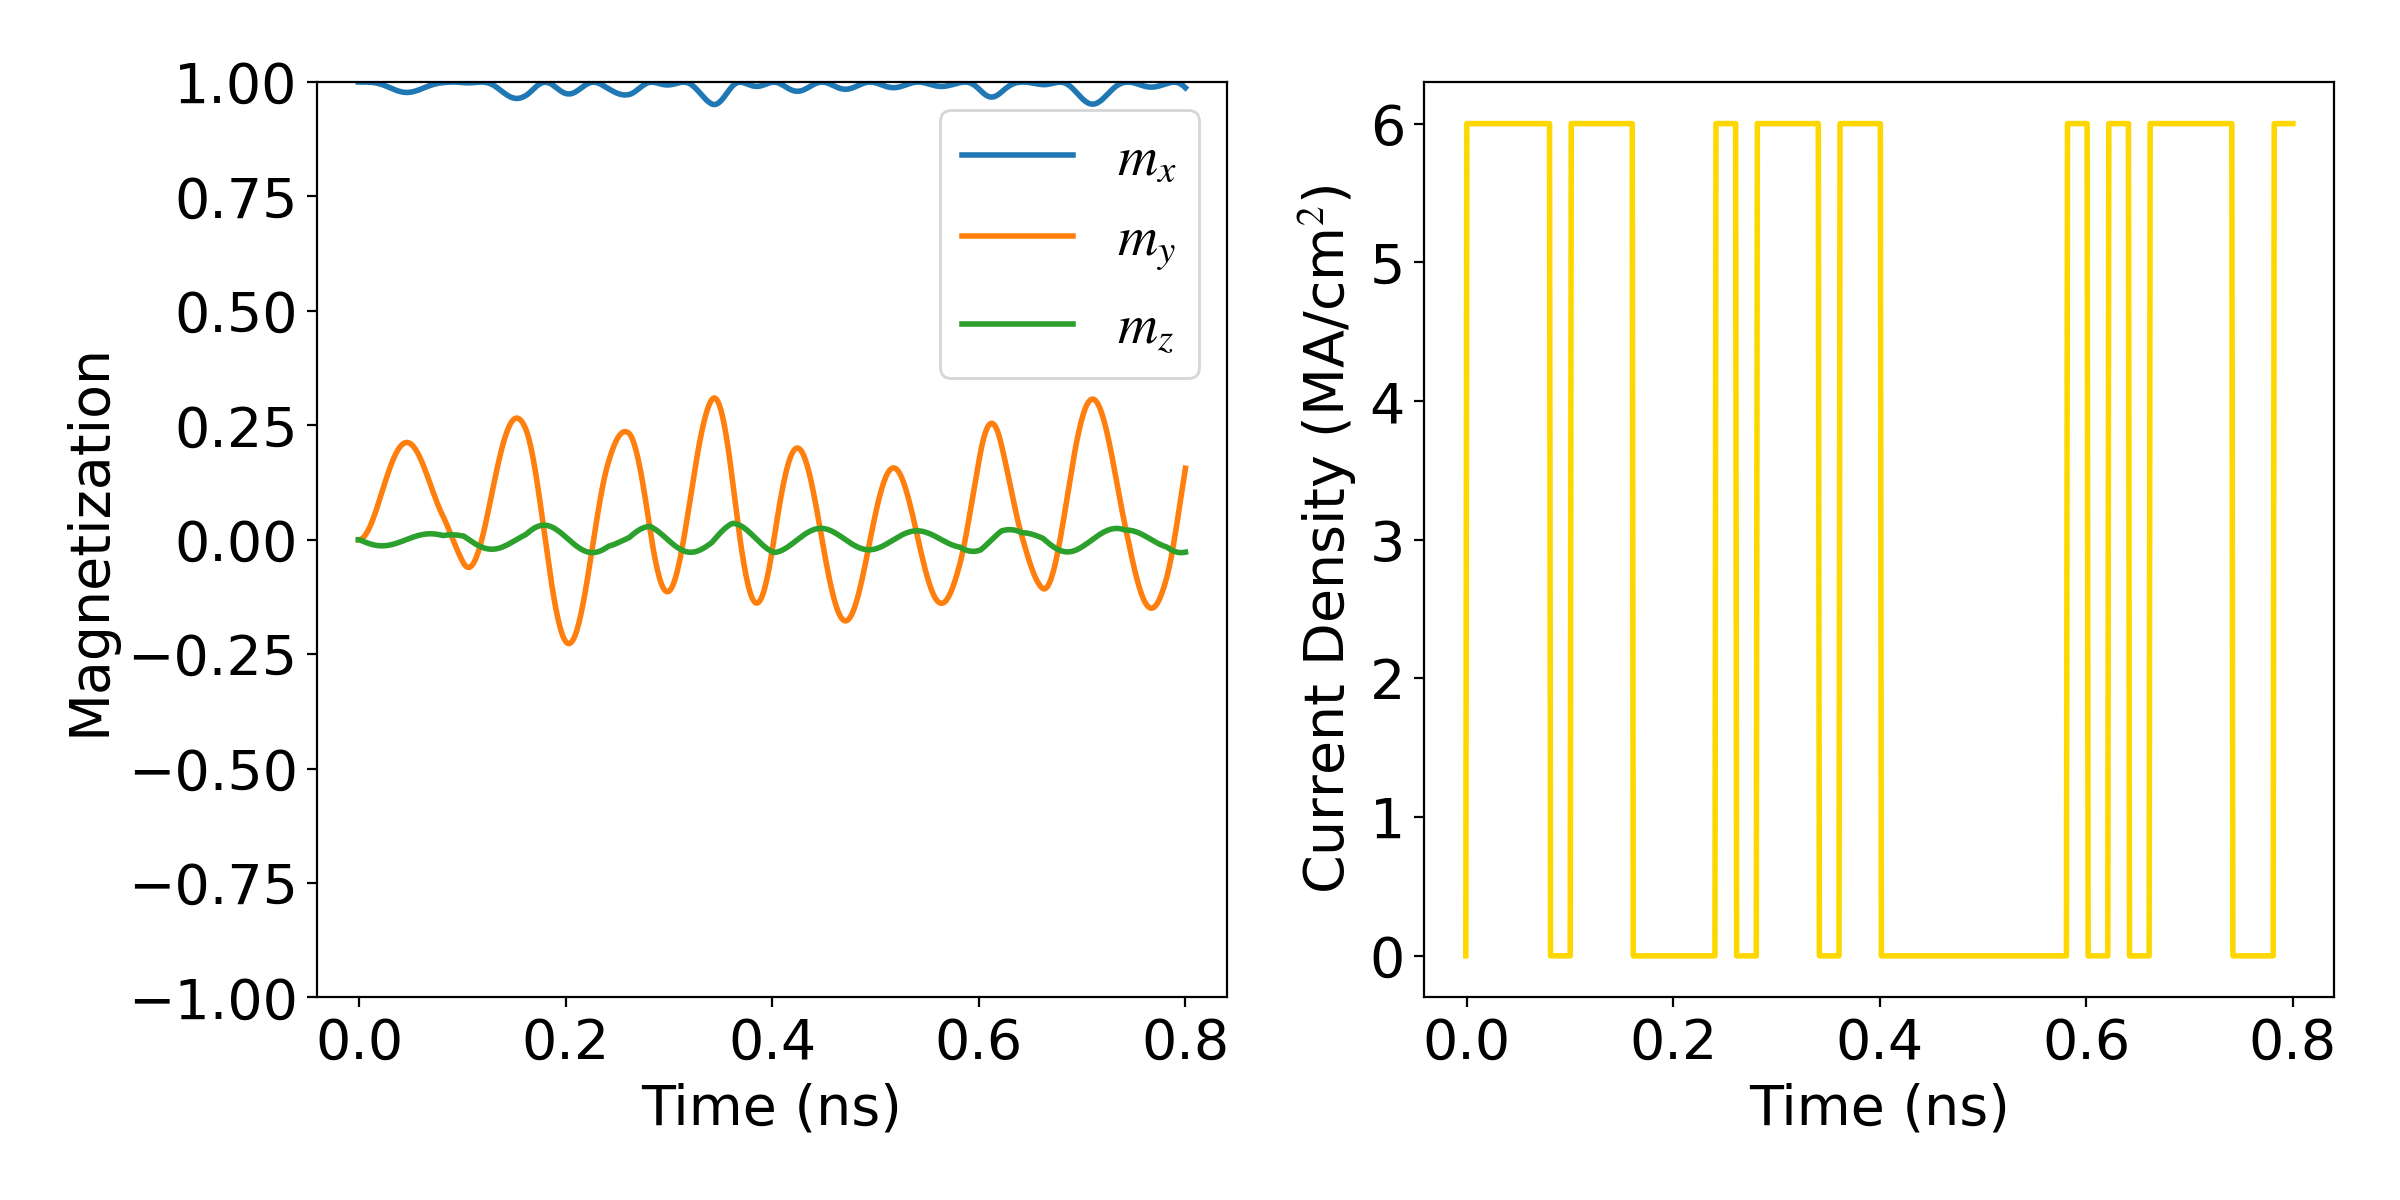 1.00
0.75
0.50
0.25
0.00
−0.25
−0.50
−0.75
−1.00
Magnetization
0.0 0.2 0.4 0.6 0.8
Time (ns)
m_x
m_y
m_z
6
5
4
3
2
1
0
Current Density (MA/cm²)
0.0 0.2 0.4 0.6 0.8
Time (ns)